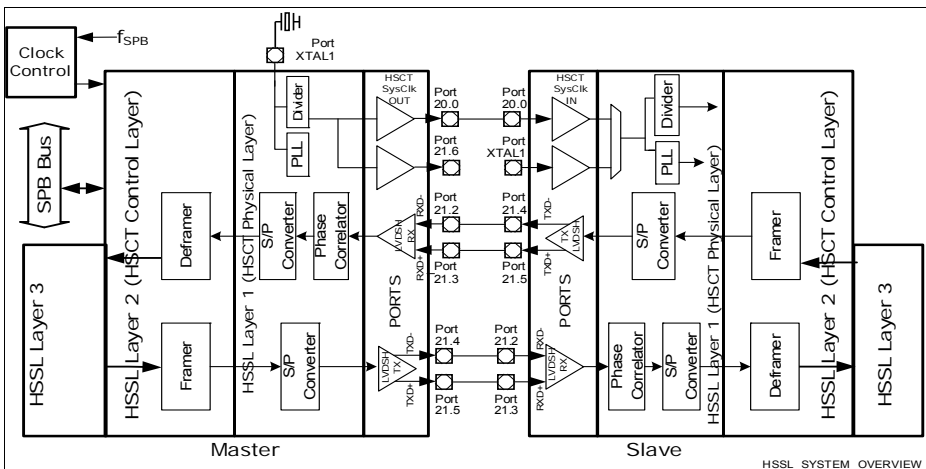 Clock
Control
fSPB
Port
XTAL1
SPB Bus
HSSL Layer 3
HSSL Layer 2 (HSCT Control Layer)
Deframer
Framer
HSSL Layer 1 (HSCT Physical Layer)
Divider
PLL
S/P
Converter
Phase
Correlator
S/P
Converter
HSCT
SysClk
OUT
LVDSH
RX
RXD-
RXD+
PORTS
LVDSH
TX
TXD-
TXD+
Port
20.0
Port
20.0
21.6
Port
XTAL1
Port
21.2
Port
21.4
Port
21.3
Port
21.5
Port
21.4
Port
21.2
Port
21.5
Port
21.3
HSCT
SysClk
IN
TXD-
TX
LVDSH
TXD+
PORTS
RXD-
LVDSH
RX
RXD+
Divider
PLL
S/P
Converter
Phase
Correlator
S/P
Converter
HSSL Layer 1 (HSCT Physical Layer)
Framer
Deframer
HSSL Layer 2 (HSCT Control Layer)
HSSL Layer 3
Master
Slave
HSSL_SYSTEM_OVERVIEW